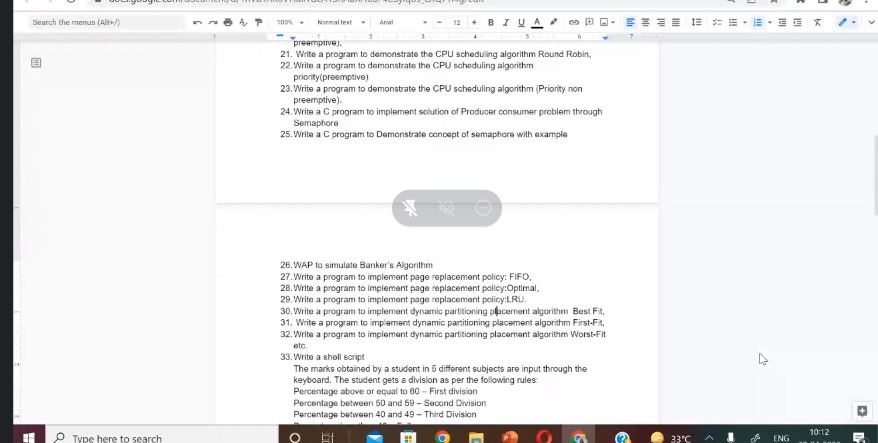 Search the menus (Alt+/)
100%
Normal text
Arial
12
preemptive),
21. Write a program to demonstrate the CPU scheduling algorithm Round Robin,
22. Write a program to demonstrate the CPU scheduling algorithm
priority(preemptive)
23. Write a program to demonstrate the CPU scheduling algorithm (Priority non
preemptive).
24. Write a C program to implement solution of Producer consumer problem through
Semaphore
25. Write a C program to Demonstrate concept of semaphore with example
26. WAP to simulate Banker's Algorithm
27. Write a program to implement page replacement policy: FIFO,
28. Write a program to implement page replacement policy:Optimal,
29. Write a program to implement page replacement policy:LRU.
30. Write a program to implement dynamic partitioning placement algorithm Best Fit,
31. Write a program to implement dynamic partitioning placement algorithm First-Fit,
32. Write a program to implement dynamic partitioning placement algorithm Worst-Fit
etc.
33. Write a shell script
The marks obtained by a student in 5 different subjects are input through the
keyboard. The student gets a division as per the following rules:
Percentage above or equal to 60 – First division
Percentage between 50 and 59 – Second Division
Percentage between 40 and 49 – Third Division
Type here to search
33°C
ENG
10:12